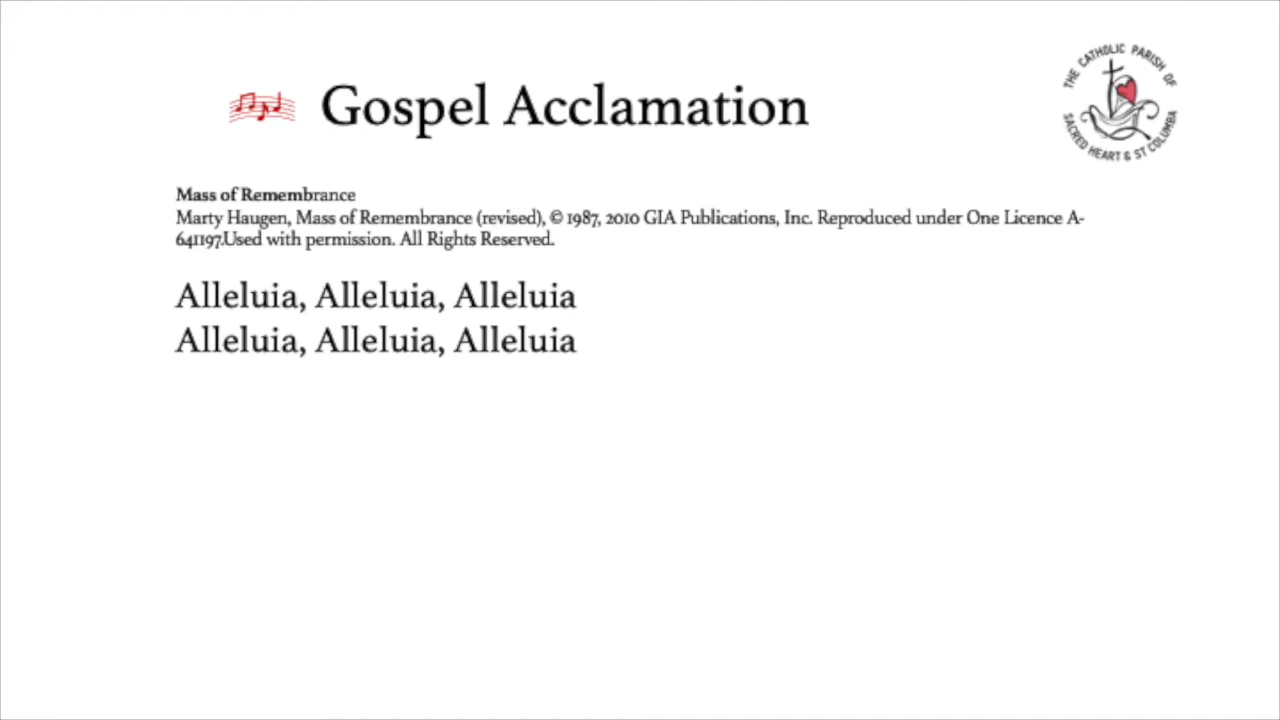 Gospel Acclamation
THE CATHOLIC PARISH OF
SACRED HEART & ST COLUMBA
Mass of Remembrance
Marty Haugen, Mass of Remembrance (revised), © 1987, 2010 GIA Publications, Inc. Reproduced under One Licence A-
641197.Used with permission. All Rights Reserved.
Alleluia, Alleluia, Alleluia
Alleluia, Alleluia, Alleluia